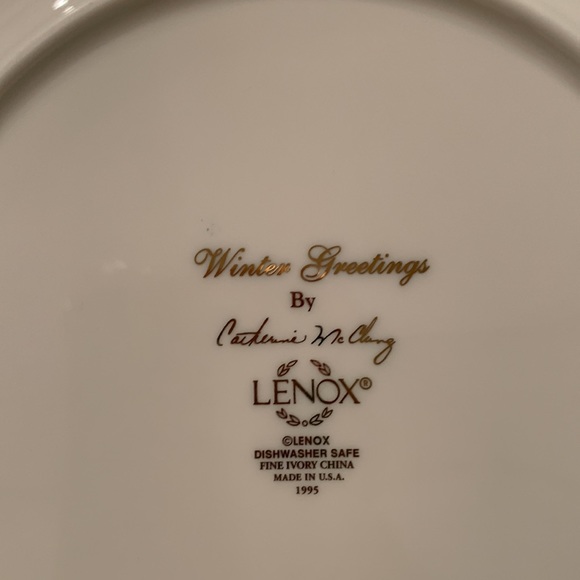 Winter Greetings
By
Catherine McClung
LENOX®
©LENOX
DISHWASHER SAFE
FINE IVORY CHINA
MADE IN U.S.A.
1995